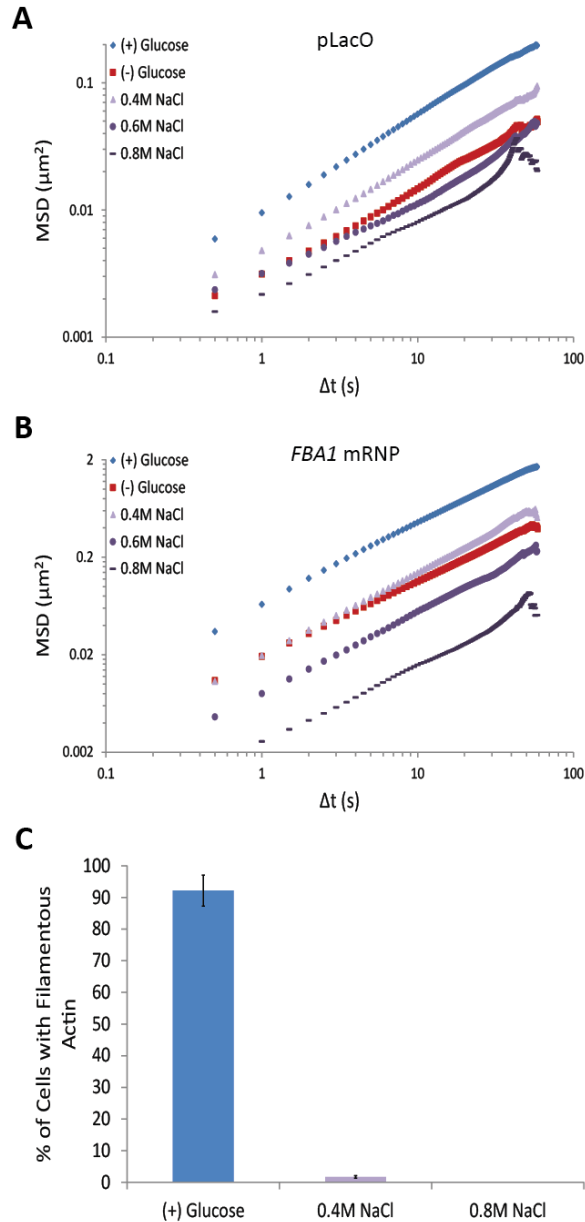 A
pLacO
(+) Glucose
(-) Glucose
0.4M NaCl
0.6M NaCl
0.8M NaCl
MSD (µm²)
0.1
0.01
0.001
0.1
1
10
100
Δt (s)
B
FBA1 mRNP
(+) Glucose
(-) Glucose
0.4M NaCl
0.6M NaCl
0.8M NaCl
MSD (µm²)
2
0.2
0.02
0.002
0.1
1
10
100
Δt (s)
C
% of Cells with Filamentous
Actin
100
90
80
70
60
50
40
30
20
10
0
(+) Glucose
0.4M NaCl
0.8M NaCl